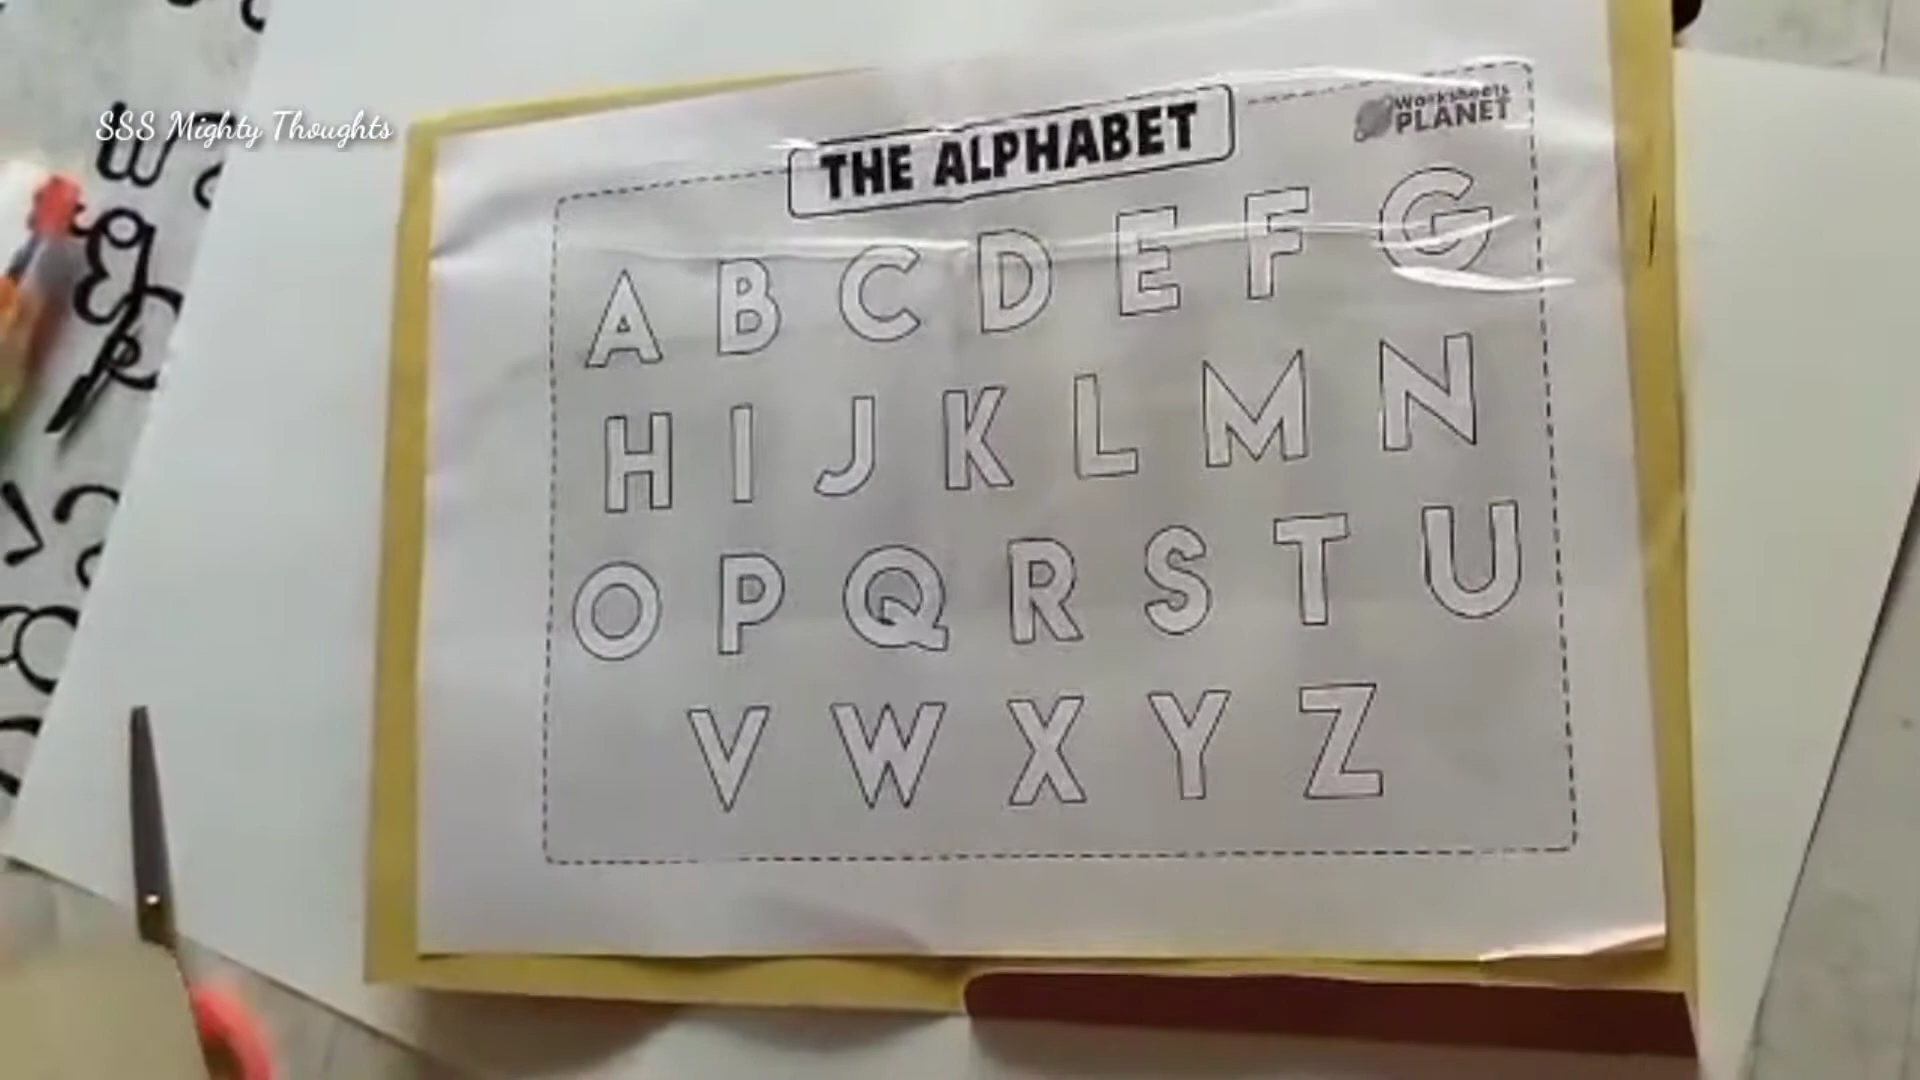 SSS Mighty Thoughts
Worksheets
PLANET
THE ALPHABET
A B C D E F G
H I J K L M N
O P Q R S T U
V W X Y Z